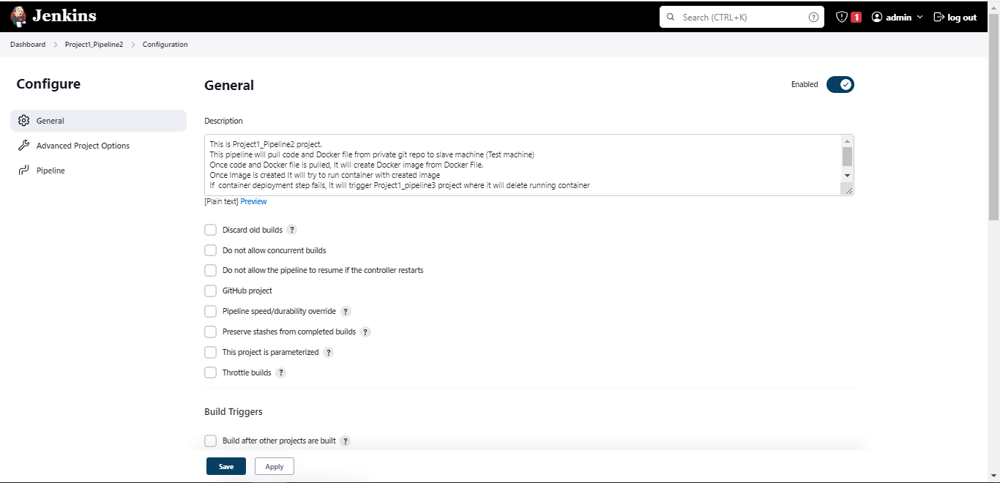 Jenkins
Search (CTRL+K)
?
1
admin
log out
Dashboard > Project1_Pipeline2 > Configuration
Configure
General
Advanced Project Options
Pipeline
General
Enabled
Description
This is Project1_Pipeline2 project.
This pipeline will pull code and Docker file from private git repo to slave machine (Test machine)
Once code and Docker file is pulled, It will create Docker image from Docker File.
Once Image is created It will try to run container with created image
If  container deployment step fails, It will trigger Project1_pipeline3 project where it will delete running container
[Plain text] Preview
Discard old builds ?
Do not allow concurrent builds
Do not allow the pipeline to resume if the controller restarts
GitHub project
Pipeline speed/durability override ?
Preserve stashes from completed builds ?
This project is parameterized ?
Throttle builds ?
Build Triggers
Build after other projects are built ?
Save
Apply